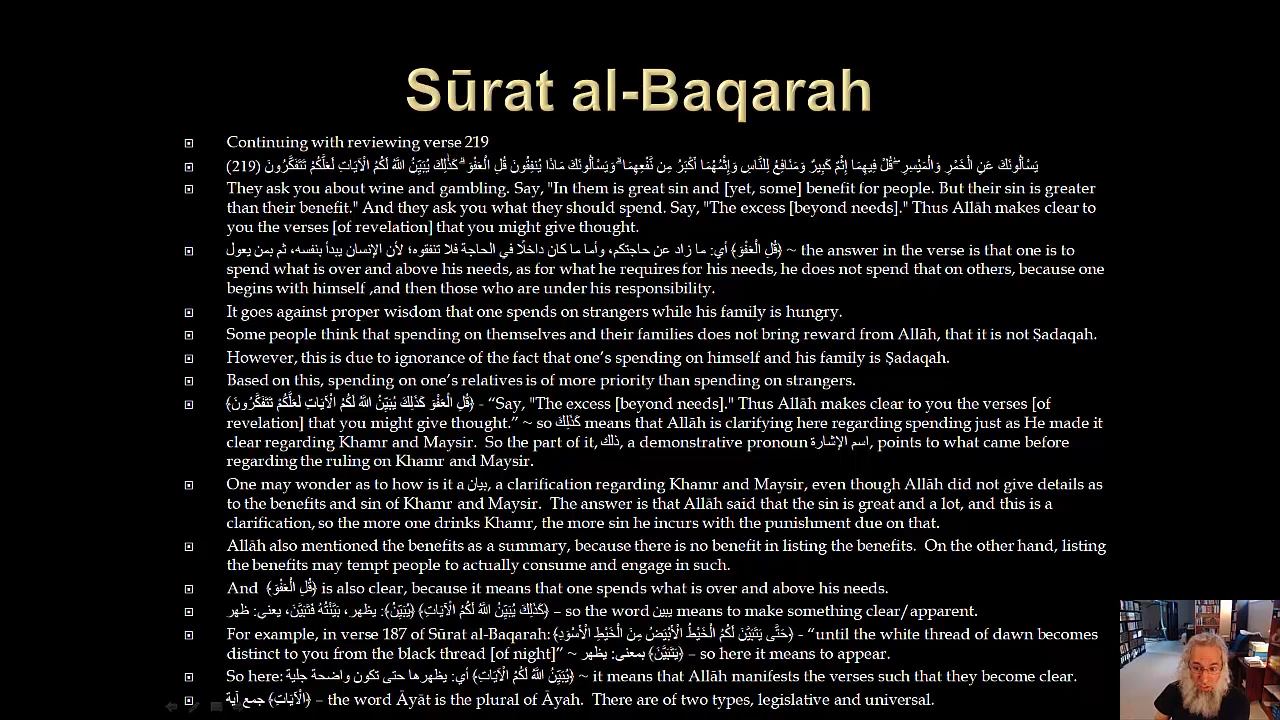 Sūrat al-Baqarah
Continuing with reviewing verse 219
يَسْأَلُونَكَ عَنِ الْخَمْرِ وَالْمَيْسِرِ ۖ قُلْ فِيهِمَا إِثْمٌ كَبِيرٌ وَمَنَافِعُ لِلنَّاسِ وَإِثْمُهُمَا أَكْبَرُ مِن نَّفْعِهِمَا ۗ وَيَسْأَلُونَكَ مَاذَا يُنفِقُونَ قُلِ الْعَفْوَ ۗ كَذَٰلِكَ يُبَيِّنُ اللَّهُ لَكُمُ الْآيَاتِ لَعَلَّكُمْ تَتَفَكَّرُونَ (219)
They ask you about wine and gambling. Say, "In them is great sin and [yet, some] benefit for people. But their sin is greater
than their benefit." And they ask you what they should spend. Say, "The excess [beyond needs]." Thus Allāh makes clear to
you the verses [of revelation] that you might give thought.
﴿قُلِ الْعَفْوَ﴾ أي: ما زاد عن حاجتكم، وأما ما كان داخلًا في الحاجة فلا تنفقوه؛ لأن الإنسان يبدأ بنفسه، ثم بمن يعول ~ the answer in the verse is that one is to
spend what is over and above his needs, as for what he requires for his needs, he does not spend that on others, because one
begins with himself ,and then those who are under his responsibility.
It goes against proper wisdom that one spends on strangers while his family is hungry.
Some people think that spending on themselves and their families does not bring reward from Allāh, that it is not Ṣadaqah.
However, this is due to ignorance of the fact that one's spending on himself and his family is Ṣadaqah.
Based on this, spending on one's relatives is of more priority than spending on strangers.
﴿قُلِ الْعَفْوَ كَذَلِكَ يُبَيِّنُ اللَّهُ لَكُمُ الْآيَاتِ لَعَلَّكُمْ تَتَفَكَّرُونَ﴾ - “Say, "The excess [beyond needs]." Thus Allāh makes clear to you the verses [of
revelation] that you might give thought.” ~ so كَذَلِكَ means that Allāh is clarifying here regarding spending just as He made it
clear regarding Khamr and Maysir. So the part of it, ذلك, a demonstrative pronoun اسم الإشارة, points to what came before
regarding the ruling on Khamr and Maysir.
One may wonder as to how is it a بيان, a clarification regarding Khamr and Maysir, even though Allāh did not give details as
to the benefits and sin of Khamr and Maysir. The answer is that Allāh said that the sin is great and a lot, and this is a
clarification, so the more one drinks Khamr, the more sin he incurs with the punishment due on that.
Allāh also mentioned the benefits as a summary, because there is no benefit in listing the benefits. On the other hand, listing
the benefits may tempt people to actually consume and engage in such.
And ﴿قُلِ الْعَفْوَ﴾ is also clear, because it means that one spends what is over and above his needs.
﴿كَذَلِكَ يُبَيِّنُ اللَّهُ لَكُمُ الْآيَاتِ﴾ ﴿يُبَيِّنُ﴾: يظهر، بَيَّنْتُهُ فَتَبَيَّنَ، يعني: ظهر – so the word يبين means to make something clear/apparent.
For example, in verse 187 of Sūrat al-Baqarah: ﴿حَتَّى يَتَبَيَّنَ لَكُمُ الْخَيْطُ الْأَبْيَضُ مِنَ الْخَيْطِ الْأَسْوَدِ﴾ - “until the white thread of dawn becomes
distinct to you from the black thread [of night]” ~ ﴿يَتَبَيَّنَ﴾ بمعنى: يظهر – so here it means to appear.
So here: ﴿يُبَيِّنُ اللَّهُ لَكُمُ الْآيَاتِ﴾ أي: يظهرها حتى تكون واضحة جلية ~ it means that Allāh manifests the verses such that they become clear.
﴿الْآيَاتِ﴾ جمع آية – the word Āyāt is the plural of Āyah. There are of two types, legislative and universal.